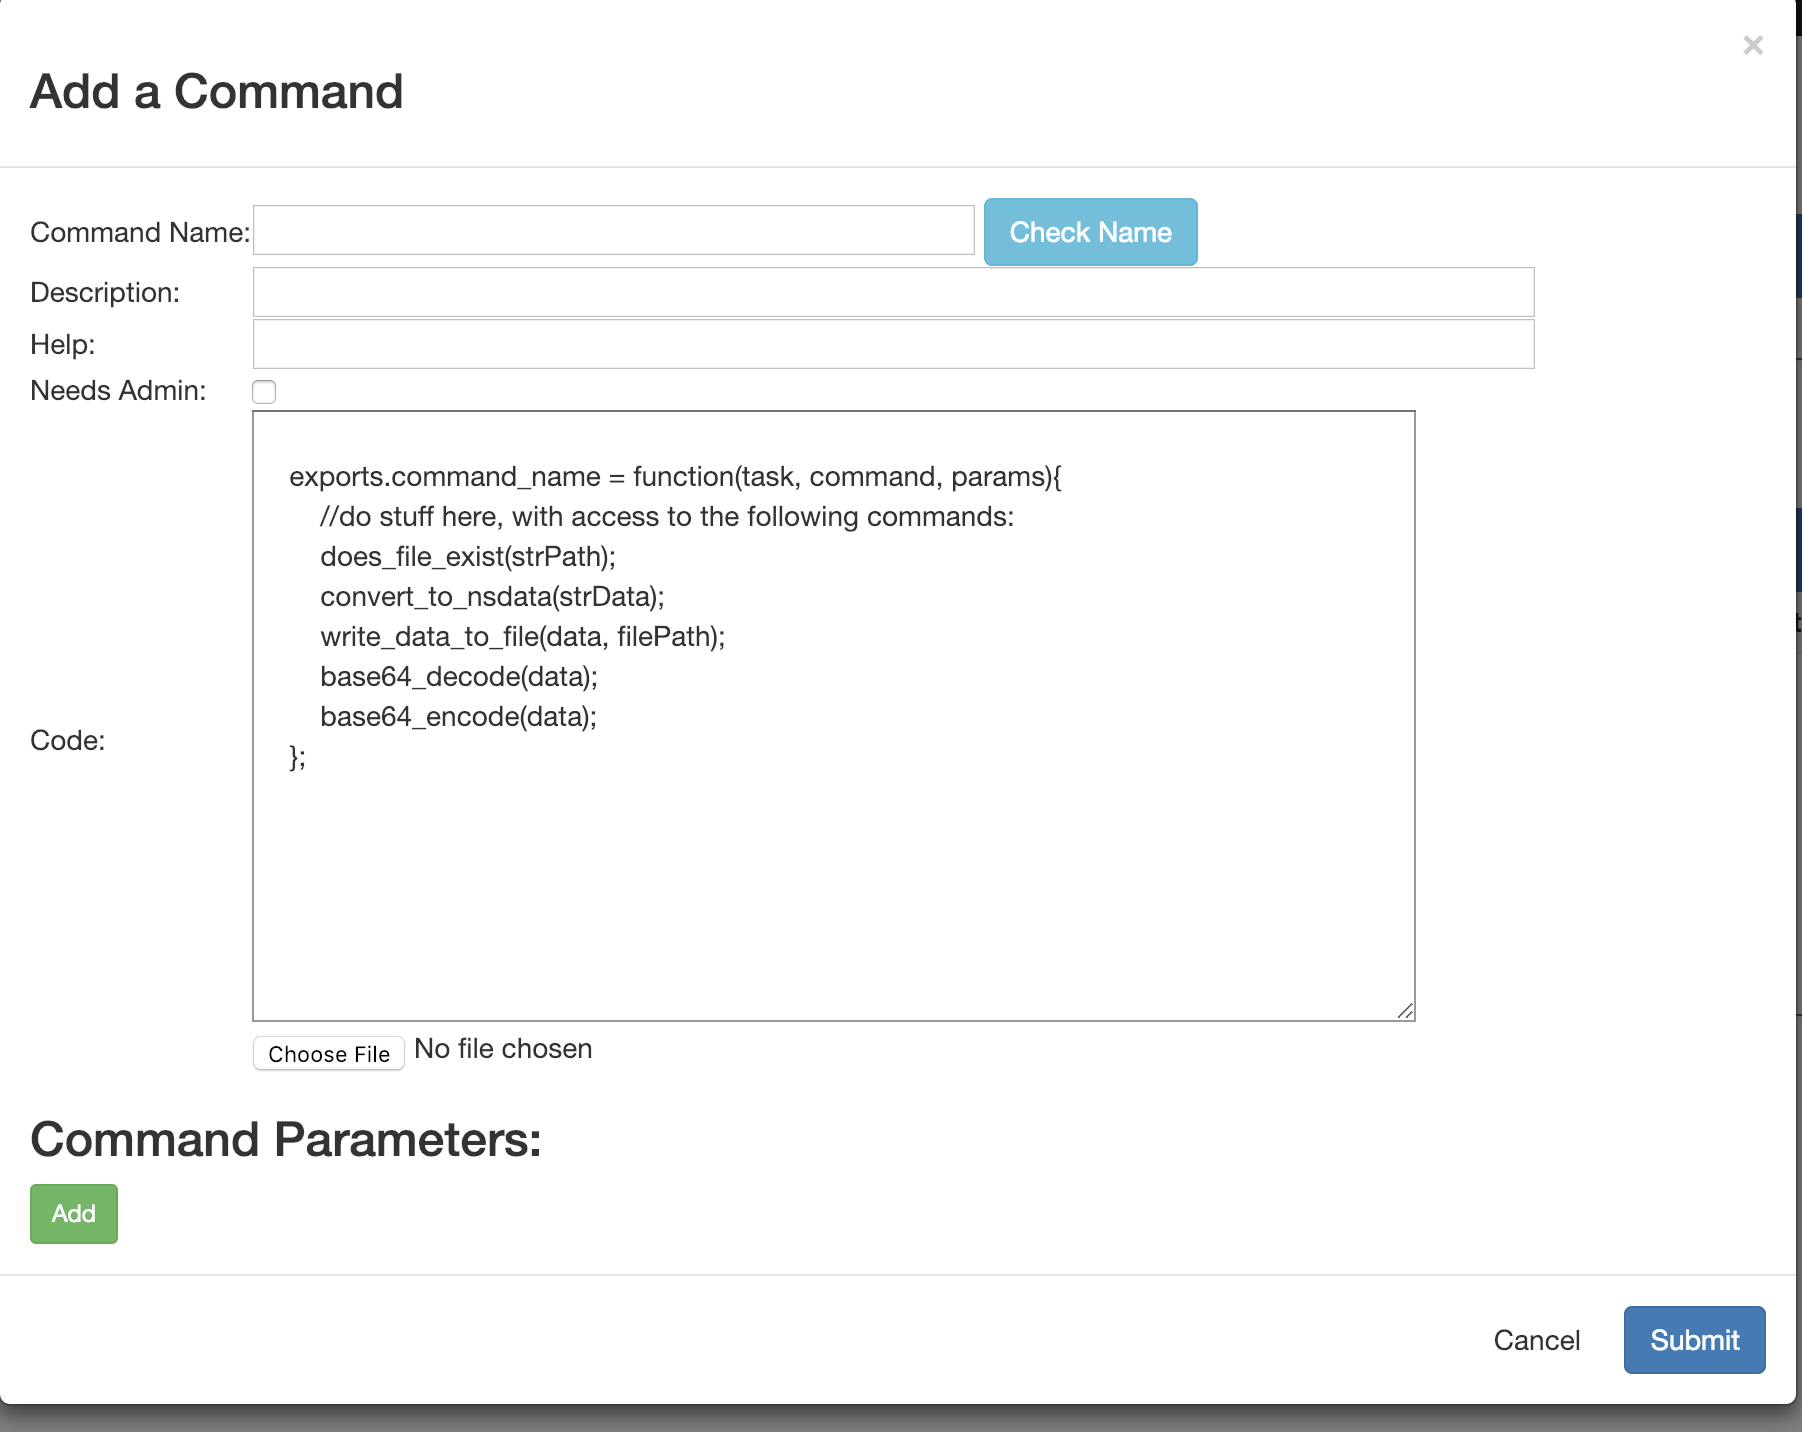 ×
Add a Command
Command Name: Check Name
Description:
Help:
Needs Admin:
exports.command_name = function(task, command, params){
//do stuff here, with access to the following commands:
does_file_exist(strPath);
convert_to_nsdata(strData);
write_data_to_file(data, filePath);
base64_decode(data);
base64_encode(data);
};
Code:
Choose File No file chosen
Command Parameters:
Add
Cancel Submit